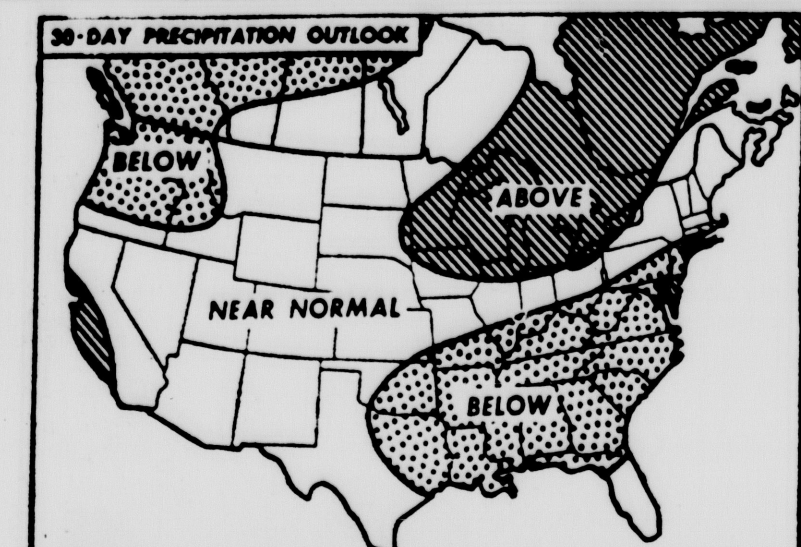 30-DAY PRECIPITATION OUTLOOK
BELOW
ABOVE
NEAR NORMAL
BELOW